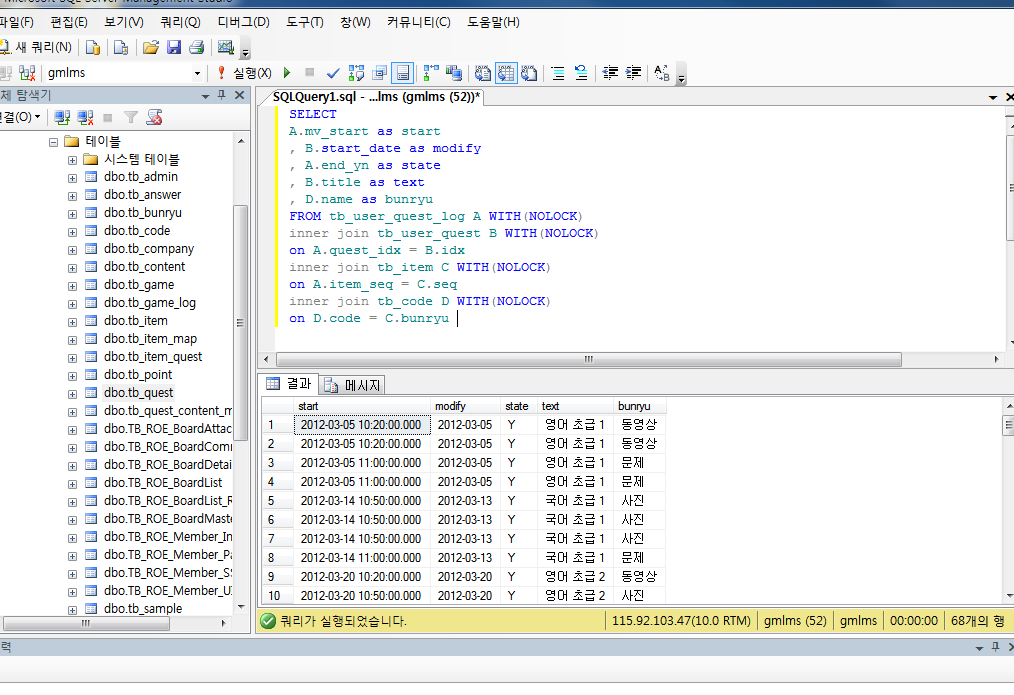 Microsoft SQL Server Management Studio
파일(F) 편집(E) 보기(V) 쿼리(Q) 디버그(D) 도구(T) 창(W) 커뮤니티(C) 도움말(H)
새 쿼리(N)
gmlms 실행(X)
체 탐색기
결(O)
테이블
시스템 테이블
dbo.tb_admin
dbo.tb_answer
dbo.tb_bunryu
dbo.tb_code
dbo.tb_company
dbo.tb_content
dbo.tb_game
dbo.tb_game_log
dbo.tb_item
dbo.tb_item_map
dbo.tb_item_quest
dbo.tb_point
dbo.tb_quest
dbo.tb_quest_content_m
dbo.TB_ROE_BoardAttac
dbo.TB_ROE_BoardComr
dbo.TB_ROE_BoardDetai
dbo.TB_ROE_BoardList
dbo.TB_ROE_BoardList_R
dbo.TB_ROE_BoardMaste
dbo.TB_ROE_Member_In
dbo.TB_ROE_Member_Pa
dbo.TB_ROE_Member_SS
dbo.TB_ROE_Member_U
dbo.tb_sample
SQLQuery1.sql - ...lms (gmlms (52))*
SELECT
A.mv_start as start
, B.start_date as modify
, A.end_yn as state
, B.title as text
, D.name as bunryu
FROM tb_user_quest_log A WITH(NOLOCK)
inner join tb_user_quest B WITH(NOLOCK)
on A.quest_idx = B.idx
inner join tb_item C WITH(NOLOCK)
on A.item_seq = C.seq
inner join tb_code D WITH(NOLOCK)
on D.code = C.bunryu
결과 메시지
start modify state text bunryu
1 2012-03-05 10:20:00.000 2012-03-05 Y 영어 초급 1 동영상
2 2012-03-05 10:20:00.000 2012-03-05 Y 영어 초급 1 동영상
3 2012-03-05 11:00:00.000 2012-03-05 Y 영어 초급 1 문제
4 2012-03-05 11:00:00.000 2012-03-05 Y 영어 초급 1 문제
5 2012-03-14 10:50:00.000 2012-03-13 Y 국어 초급 1 사진
6 2012-03-14 10:50:00.000 2012-03-13 Y 국어 초급 1 사진
7 2012-03-14 10:50:00.000 2012-03-13 Y 국어 초급 1 사진
8 2012-03-14 11:00:00.000 2012-03-13 Y 국어 초급 1 문제
9 2012-03-20 10:20:00.000 2012-03-20 Y 영어 초급 2 동영상
10 2012-03-20 10:50:00.000 2012-03-20 Y 영어 초급 2 사진
쿼리가 실행되었습니다. 115.92.103.47(10.0 RTM) gmlms (52) gmlms 00:00:00 68개의 행
력